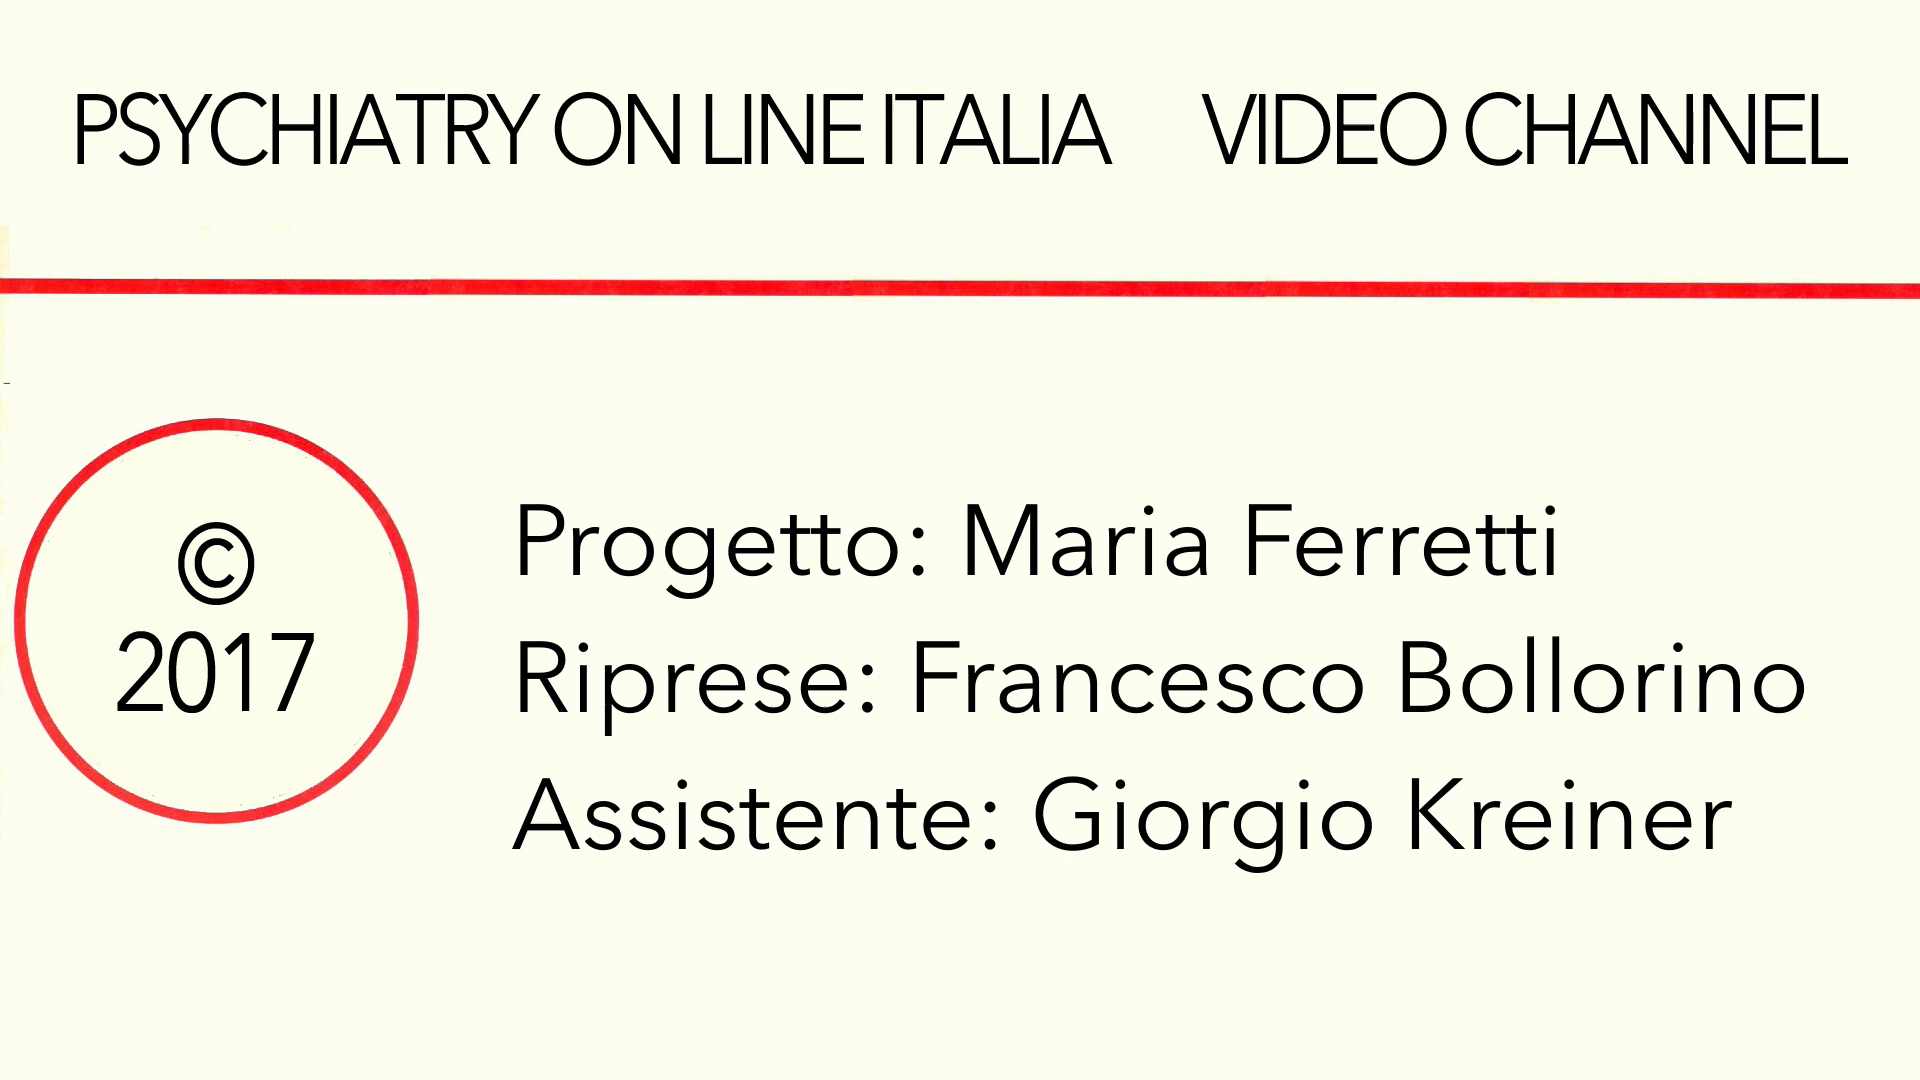 PSYCHIATRY ON LINE ITALIA VIDEO CHANNEL
©
2017
Progetto: Maria Ferretti
Riprese: Francesco Bollorino
Assistente: Giorgio Kreiner